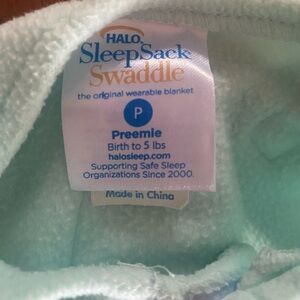 HALO
SleepSack
Swaddle
the original wearable blanket
P
Preemie
Birth to 5 lbs
halosleep.com
Supporting Safe Sleep
Organizations Since 2000.
Made in China